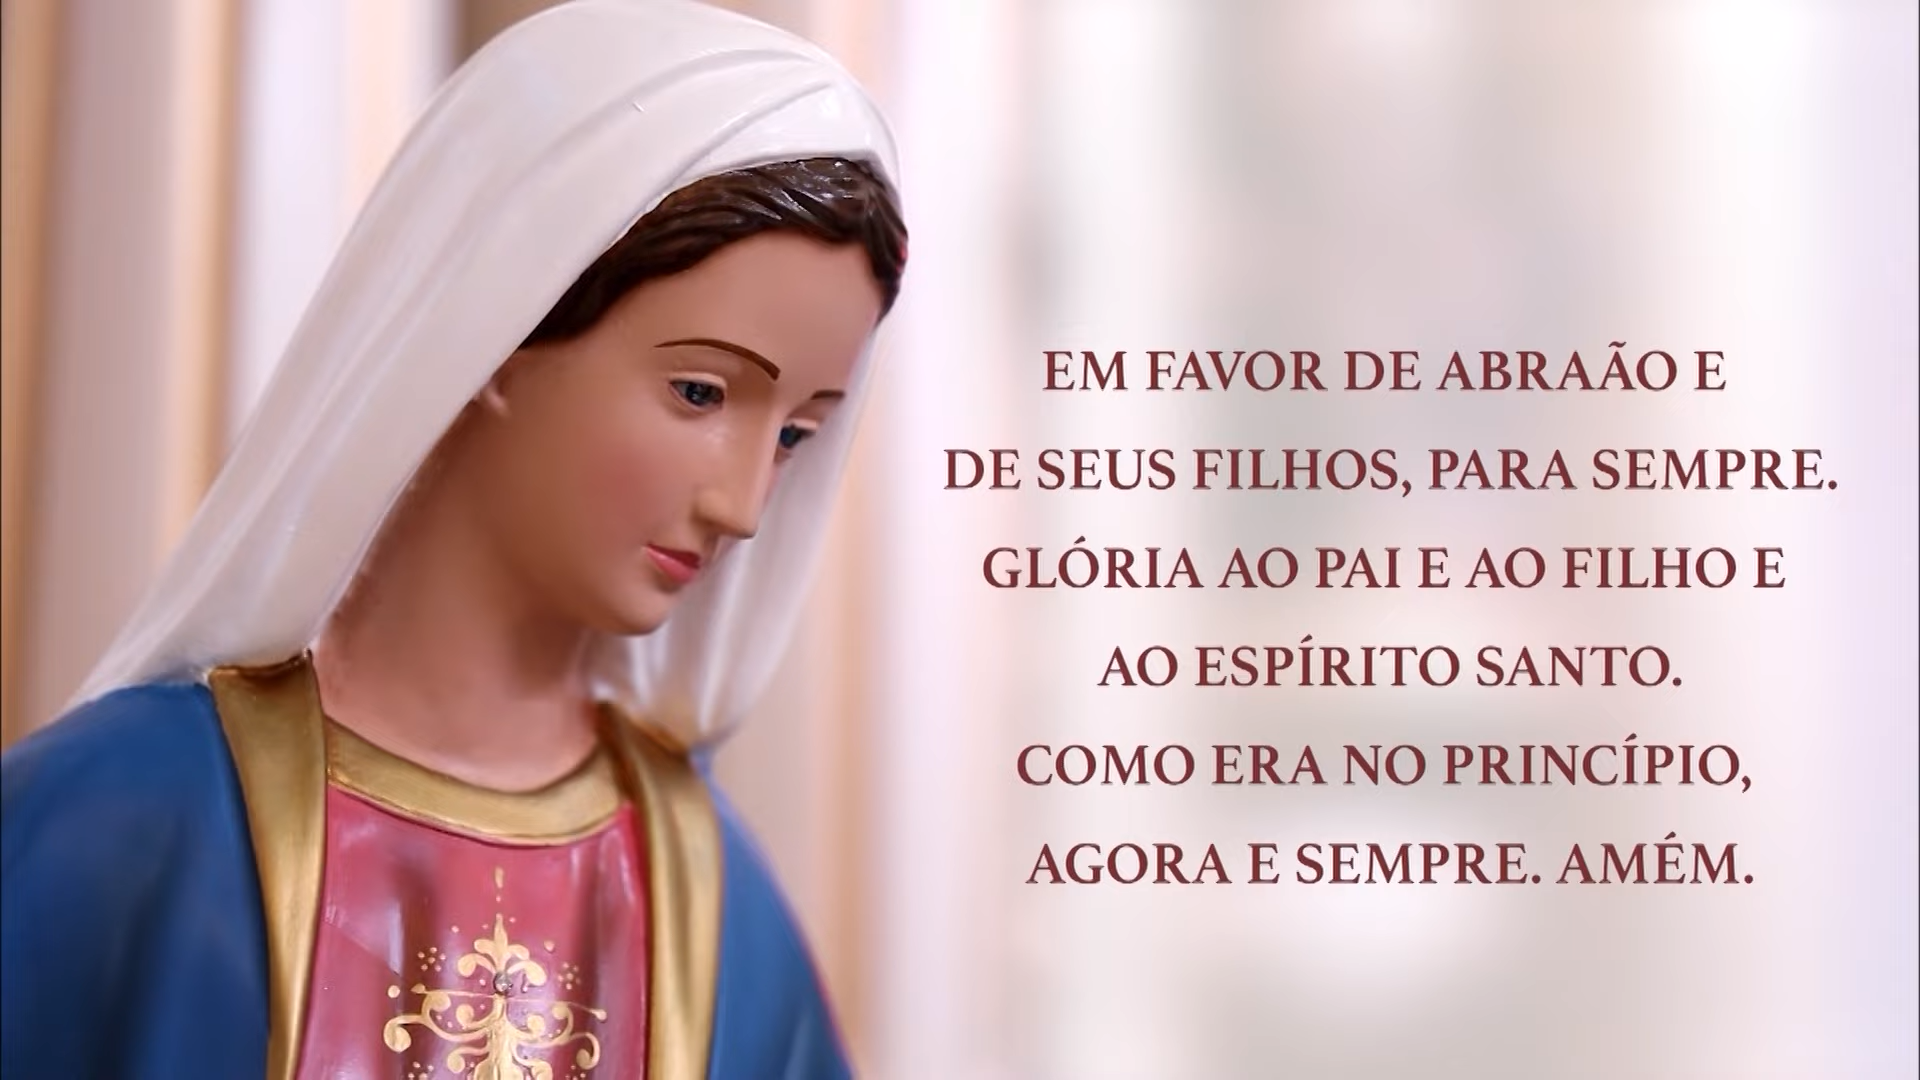 EM FAVOR DE ABRAÃO E
DE SEUS FILHOS, PARA SEMPRE.
GLÓRIA AO PAI E AO FILHO E
AO ESPÍRITO SANTO.
COMO ERA NO PRINCÍPIO,
AGORA E SEMPRE. AMÉM.